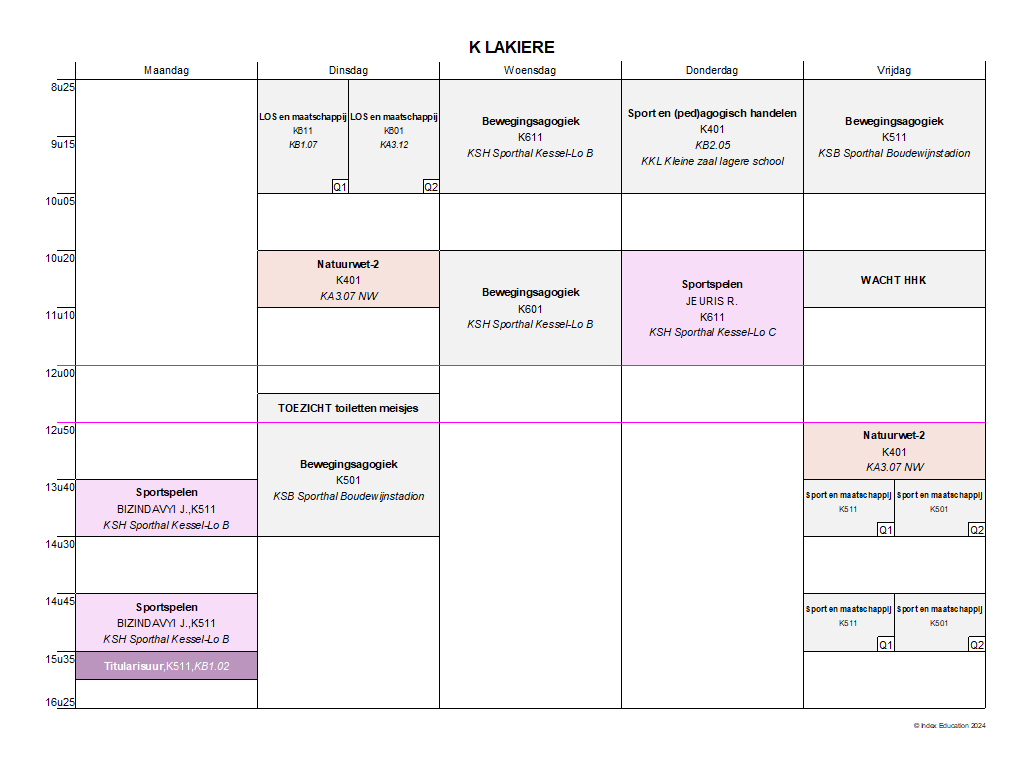 K LAKIERE
Maandag
Dinsdag
Woensdag
Donderdag
Vrijdag
8u25
9u15
10u05
10u20
11u10
12u00
12u50
13u40
14u30
14u45
15u35
16u25
Sportspelen
BIZINDAVYI J.,K511
KSH Sporthal Kessel-Lo B
Sportspelen
BIZINDAVYI J.,K511
KSH Sporthal Kessel-Lo B
Titularisuur,K511,KB1.02
LOS en maatschappij
K811
KB1.07
Q1
LOS en maatschappij
K801
KA3.12
Q2
Natuurwet-2
K401
KA3.07 NW
TOEZICHT toiletten meisjes
Bewegingsagogiek
K501
KSB Sporthal Boudewijnstadion
Bewegingsagogiek
K611
KSH Sporthal Kessel-Lo B
Bewegingsagogiek
K601
KSH Sporthal Kessel-Lo B
Sport en (ped)agogisch handelen
K401
KB2.05
KKL Kleine zaal lagere school
Sportspelen
JEURIS R.
K611
KSH Sporthal Kessel-Lo C
Bewegingsagogiek
K511
KSB Sporthal Boudewijnstadion
WACHT HHK
Natuurwet-2
K401
KA3.07 NW
Sport en maatschappij
K511
Q1
Sport en maatschappij
K501
Q2
Sport en maatschappij
K511
Q1
Sport en maatschappij
K501
Q2
© Index Education 2024